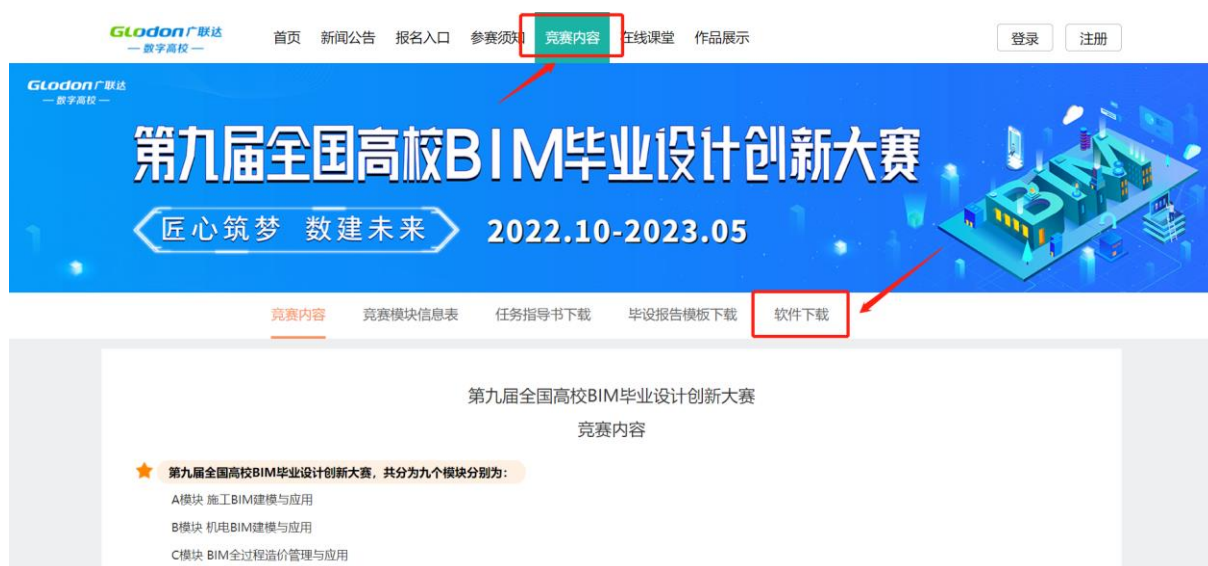 GLodon广联达
— 数字高校 —
首页 新闻公告 报名入口 参赛须知 竞赛内容 在线课堂 作品展示 登录 注册
GLodon广联达
— 数字高校 —
第九届全国高校BIM毕业设计创新大赛
匠心筑梦 数建未来 2022.10-2023.05
BIM
竞赛内容 竞赛模块信息表 任务指导书下载 毕设报告模板下载 软件下载
第九届全国高校BIM毕业设计创新大赛
竞赛内容
第九届全国高校BIM毕业设计创新大赛，共分为九个模块分别为：
A模块 施工BIM建模与应用
B模块 机电BIM建模与应用
C模块 BIM全过程造价管理与应用